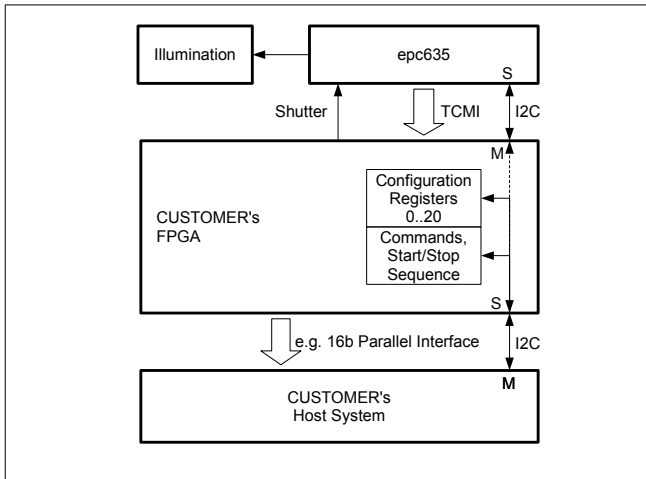 Illumination
epc635
S
Shutter
TCMI
I2C
M
Configuration
Registers
0..20
CUSTOMER's
FPGA
Commands,
Start/Stop
Sequence
S
e.g. 16b Parallel Interface
I2C
M
CUSTOMER's
Host System